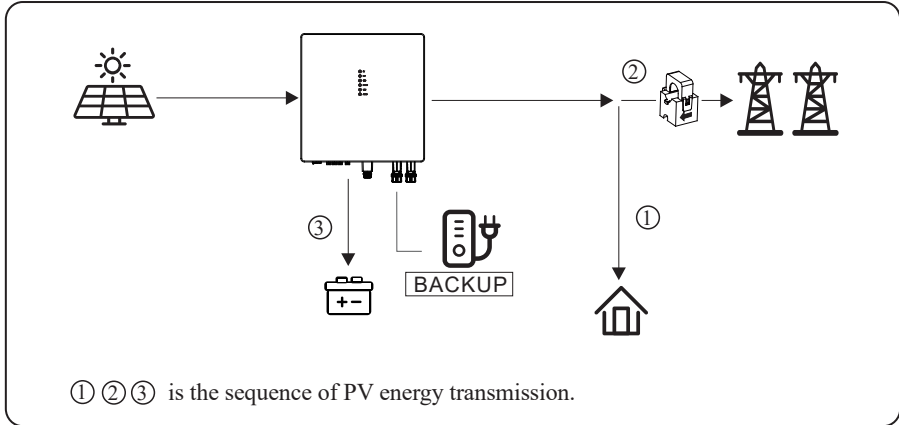 ②
①
③
+ -
BACKUP
① ② ③ is the sequence of PV energy transmission.